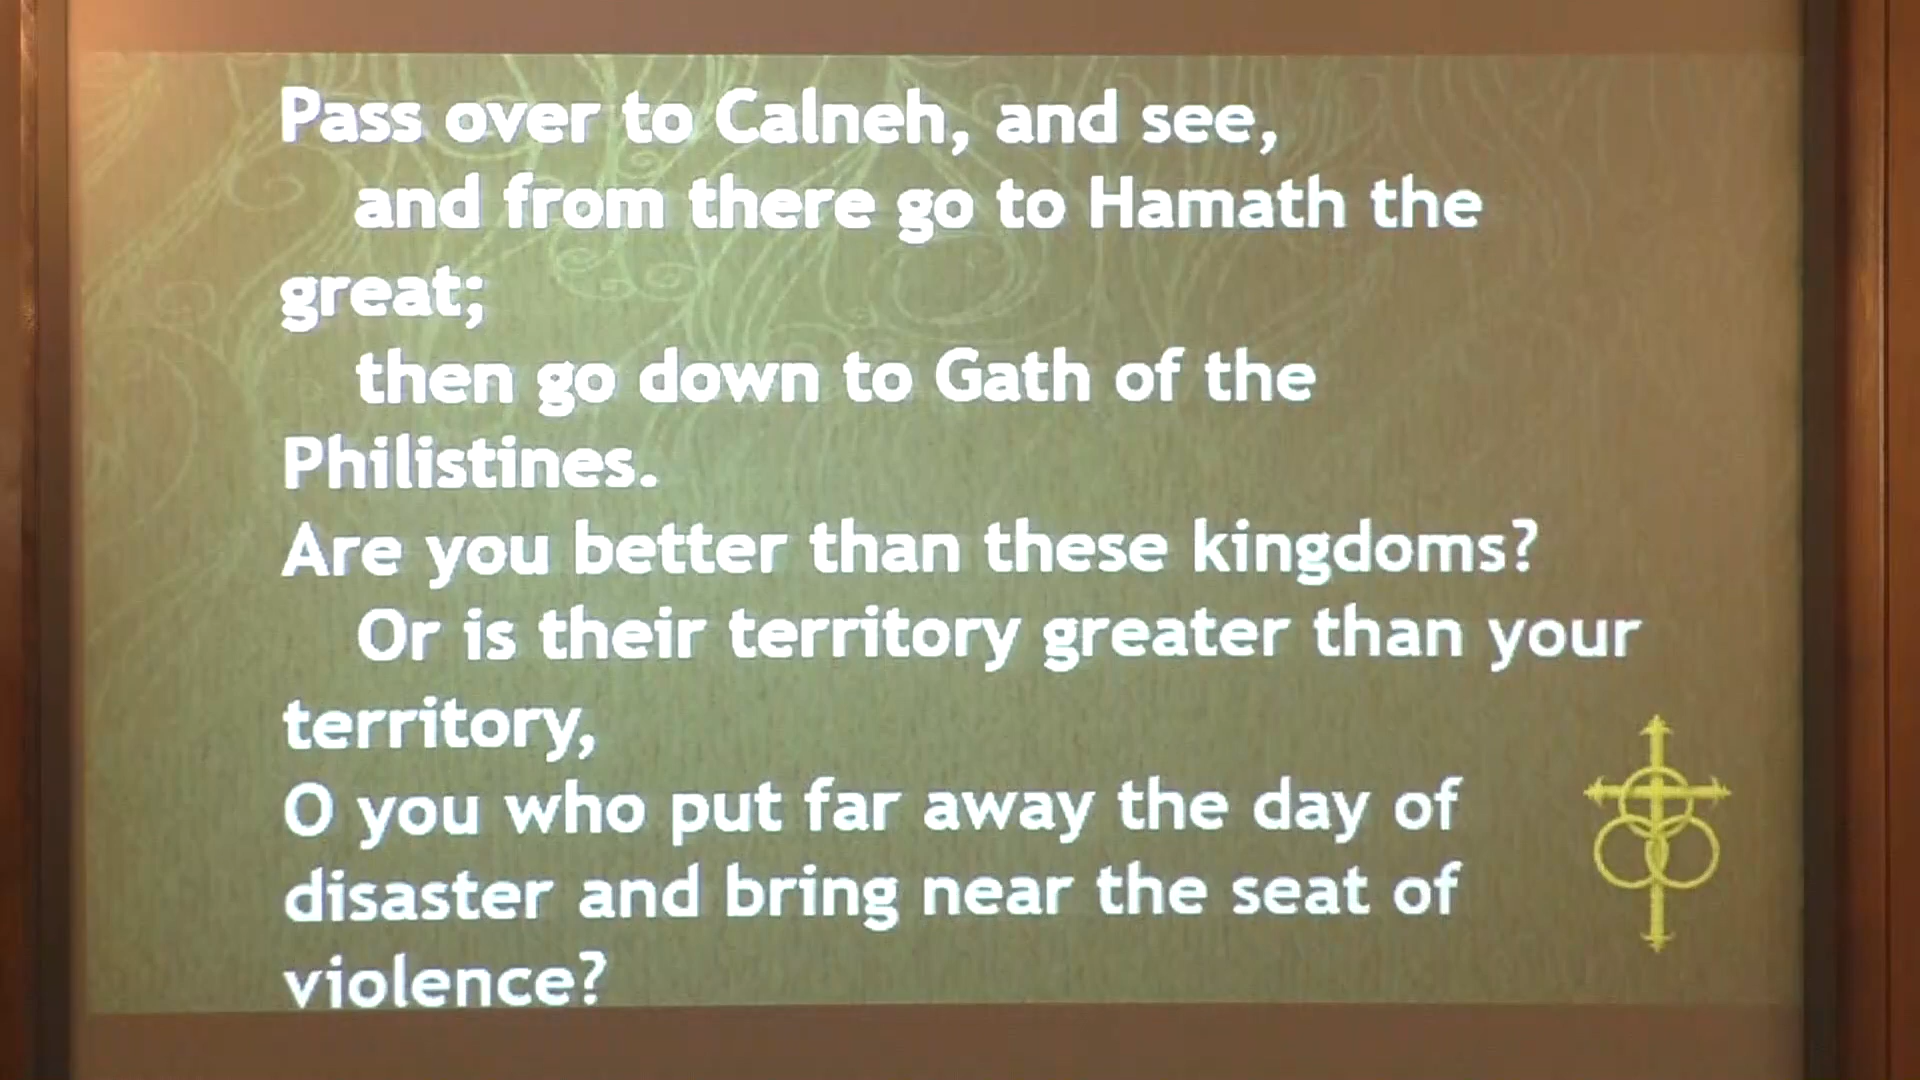 Pass over to Calneh, and see,
and from there go to Hamath the
great;
then go down to Gath of the
Philistines.
Are you better than these kingdoms?
Or is their territory greater than your
territory,
O you who put far away the day of
disaster and bring near the seat of
violence?